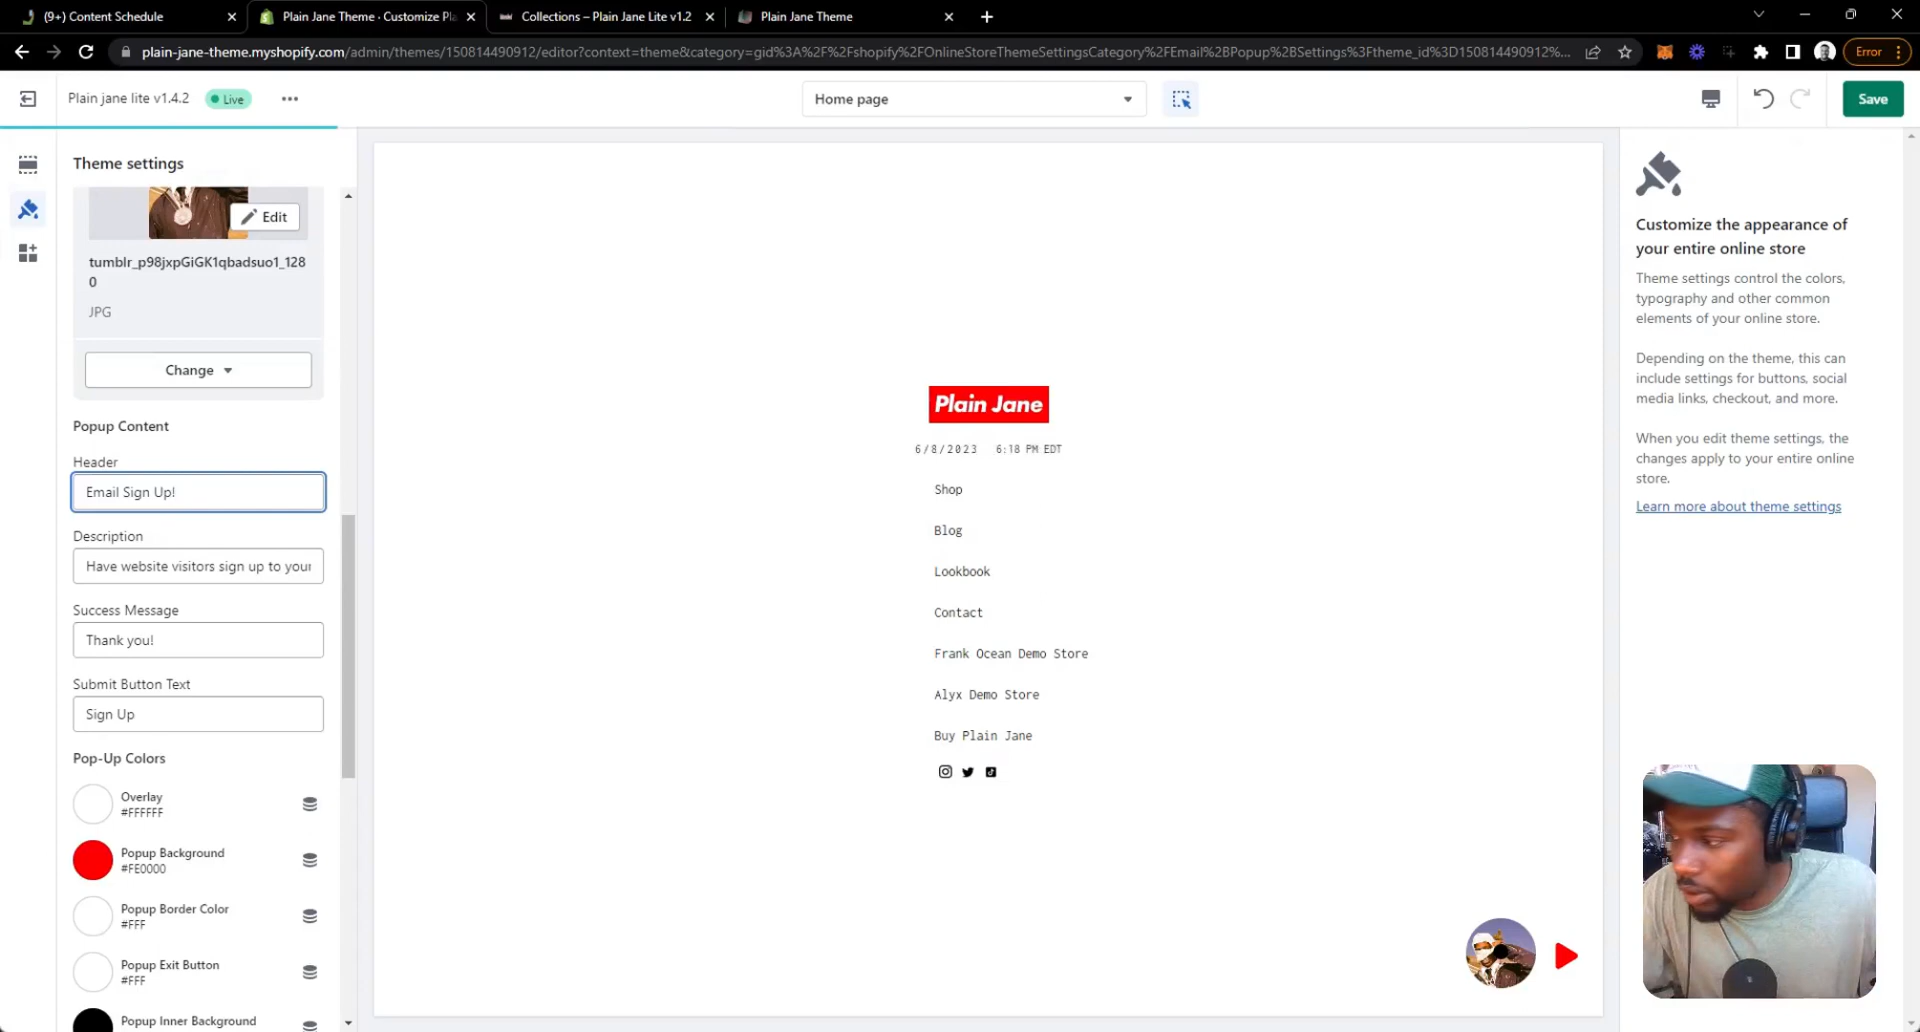 (9+) Content Schedule
Plain Jane Theme · Customize Pla
Collections – Plain Jane Lite v1.2
Plain Jane Theme
plain-jane-theme.myshopify.com/admin/themes/150814490912/editor?context=theme&category=gid%3A%2F%2Fshopify%2FOnlineStoreThemeSettingsCategory%2FEmail%2BPopup%2BSettings%3Ftheme_id%3D150814490912%...
Error
Plain jane lite v1.4.2
Live
Home page
Save
Theme settings
Edit
tumblr_p98jxpGiGK1qbadsuo1_128
0
JPG
Change
Popup Content
Header
Email Sign Up!
Description
Have website visitors sign up to your
Success Message
Thank you!
Submit Button Text
Sign Up
Pop-Up Colors
Overlay
#FFFFFF
Popup Background
#FE0000
Popup Border Color
#FFF
Popup Exit Button
#FFF
Popup Inner Background
Plain Jane
6/8/2023 6:18 PM EDT
Shop
Blog
Lookbook
Contact
Frank Ocean Demo Store
Alyx Demo Store
Buy Plain Jane
Customize the appearance of
your entire online store
Theme settings control the colors,
typography and other common
elements of your online store.
Depending on the theme, this can
include settings for buttons, social
media links, checkout, and more.
When you edit theme settings, the
changes apply to your entire online
store.
Learn more about theme settings